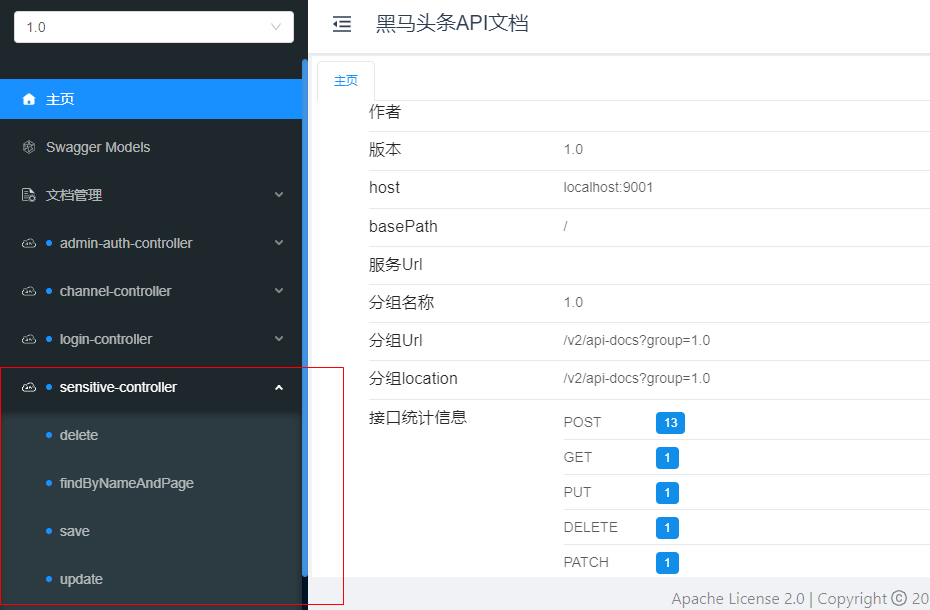 1.0
主页
Swagger Models
文档管理
admin-auth-controller
channel-controller
login-controller
sensitive-controller
delete
findByNameAndPage
save
update
黑马头条API文档
主页
作者
版本 1.0
host localhost:9001
basePath /
服务Url
分组名称 1.0
分组Url /v2/api-docs?group=1.0
分组location /v2/api-docs?group=1.0
接口统计信息
POST 13
GET 1
PUT 1
DELETE 1
PATCH 1
Apache License 2.0 | Copyright © 20